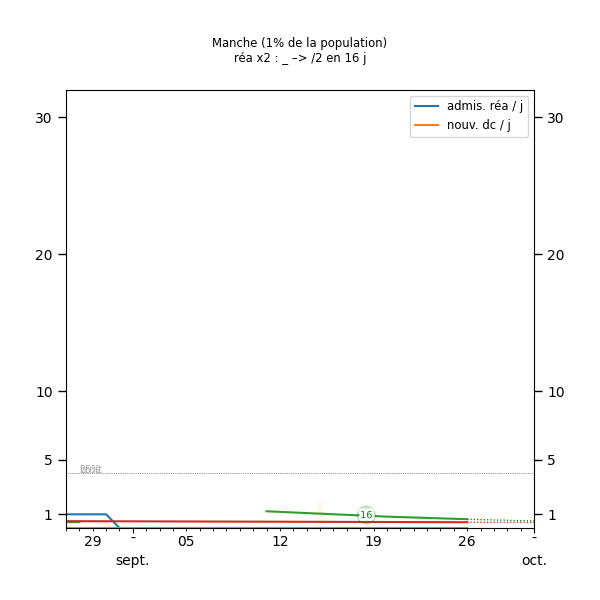 Manche (1% de la population)
réa x2 : _ –> /2 en 16 j
admis. réa / j
nouv. dc / j
30 30
20 20
10 10
5 5
16
1 1
29 - 05 12 19 26 -
sept. oct.